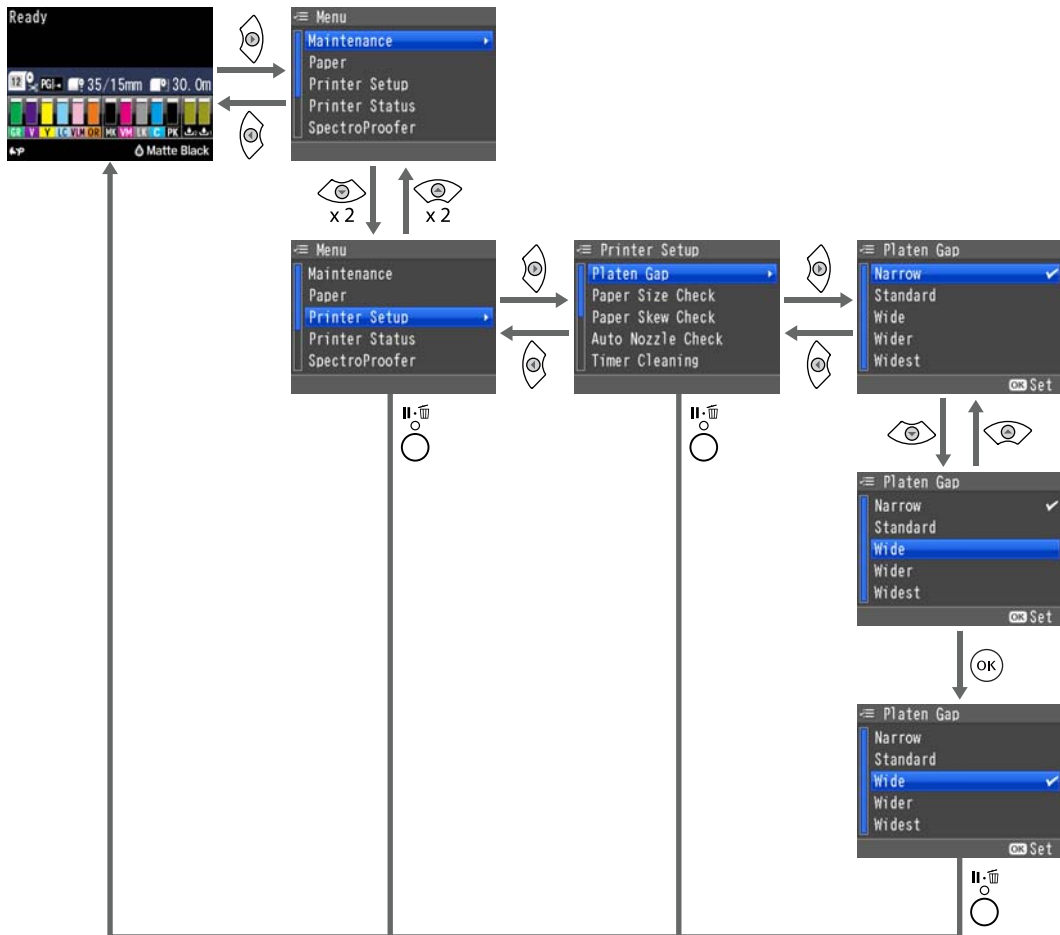 Ready
12 PGI 35/15mm 30.0m
GR V Y LC VLM OR MK VM LK C PK
Matte Black
Menu
Maintenance
Paper
Printer Setup
Printer Status
SpectroProofer
x 2
x 2
Menu
Maintenance
Paper
Printer Setup
Printer Status
SpectroProofer
Printer Setup
Platen Gap
Paper Size Check
Paper Skew Check
Auto Nozzle Check
Timer Cleaning
Platen Gap
Narrow
Standard
Wide
Wider
Widest
OK Set
Platen Gap
Narrow
Standard
Wide
Wider
Widest
OK Set
OK
Platen Gap
Narrow
Standard
Wide
Wider
Widest
OK Set